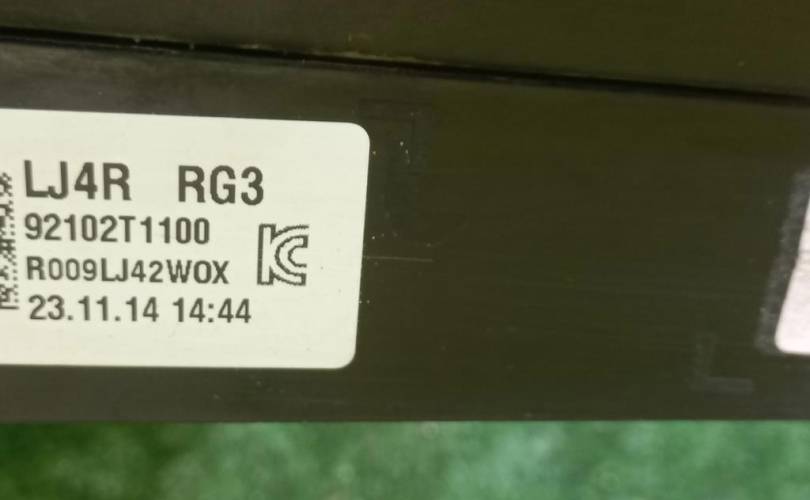 LJ4R RG3
92102T1100
R009LJ42WOX
23.11.14 14:44